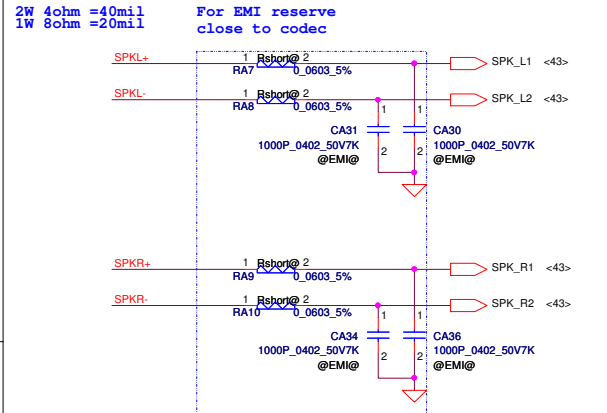 2W 4ohm =40mil
1W 8ohm =20mil
For EMI reserve
close to codec
SPKL+ 1 Rshort@ 2 SPK_L1 <43>
RA7 0_0603_5%
SPKL- 1 Rshort@ 2 SPK_L2 <43>
RA8 0_0603_5%
1 1
CA31 CA30
1000P_0402_50V7K 2 2 1000P_0402_50V7K
@EMI@ @EMI@
SPKR+ 1 Rshort@ 2 SPK_R1 <43>
RA9 0_0603_5%
SPKR- 1 Rshort@ 2 SPK_R2 <43>
RA10 0_0603_5%
1 1
CA34 CA36
1000P_0402_50V7K 2 2 1000P_0402_50V7K
@EMI@ @EMI@